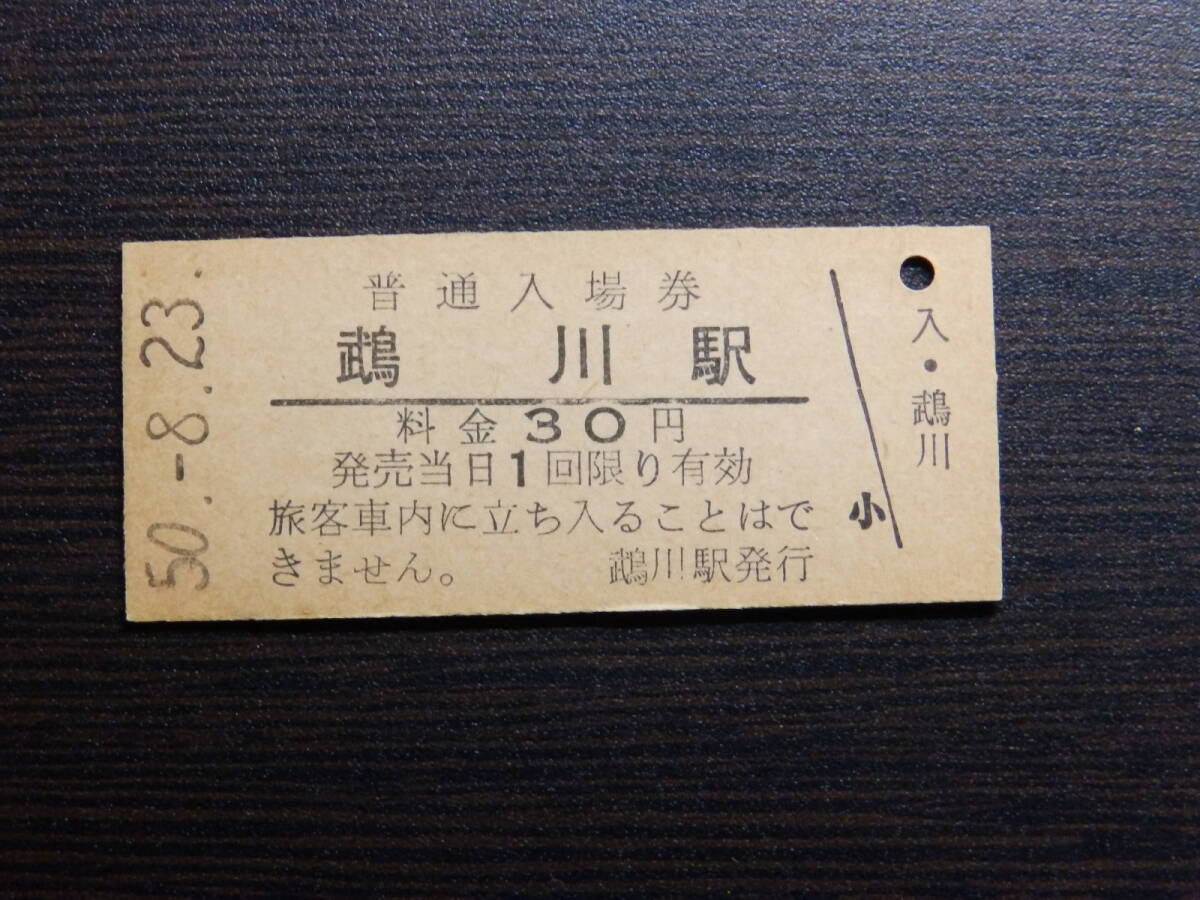 50.-8.23.
普通入場券
鵡川駅
料金30円
発売当日1回限り有効
旅客車内に立ち入ることはで
きません。 鵡川駅発行
小
入・鵡川